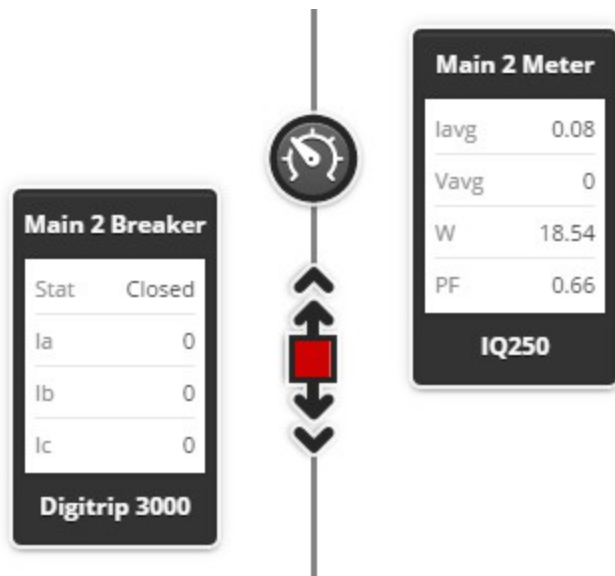 Main 2 Meter
Iavg 0.08
Vavg 0
W 18.54
PF 0.66
IQ250
Main 2 Breaker
Stat Closed
Ia 0
Ib 0
Ic 0
Digitrip 3000